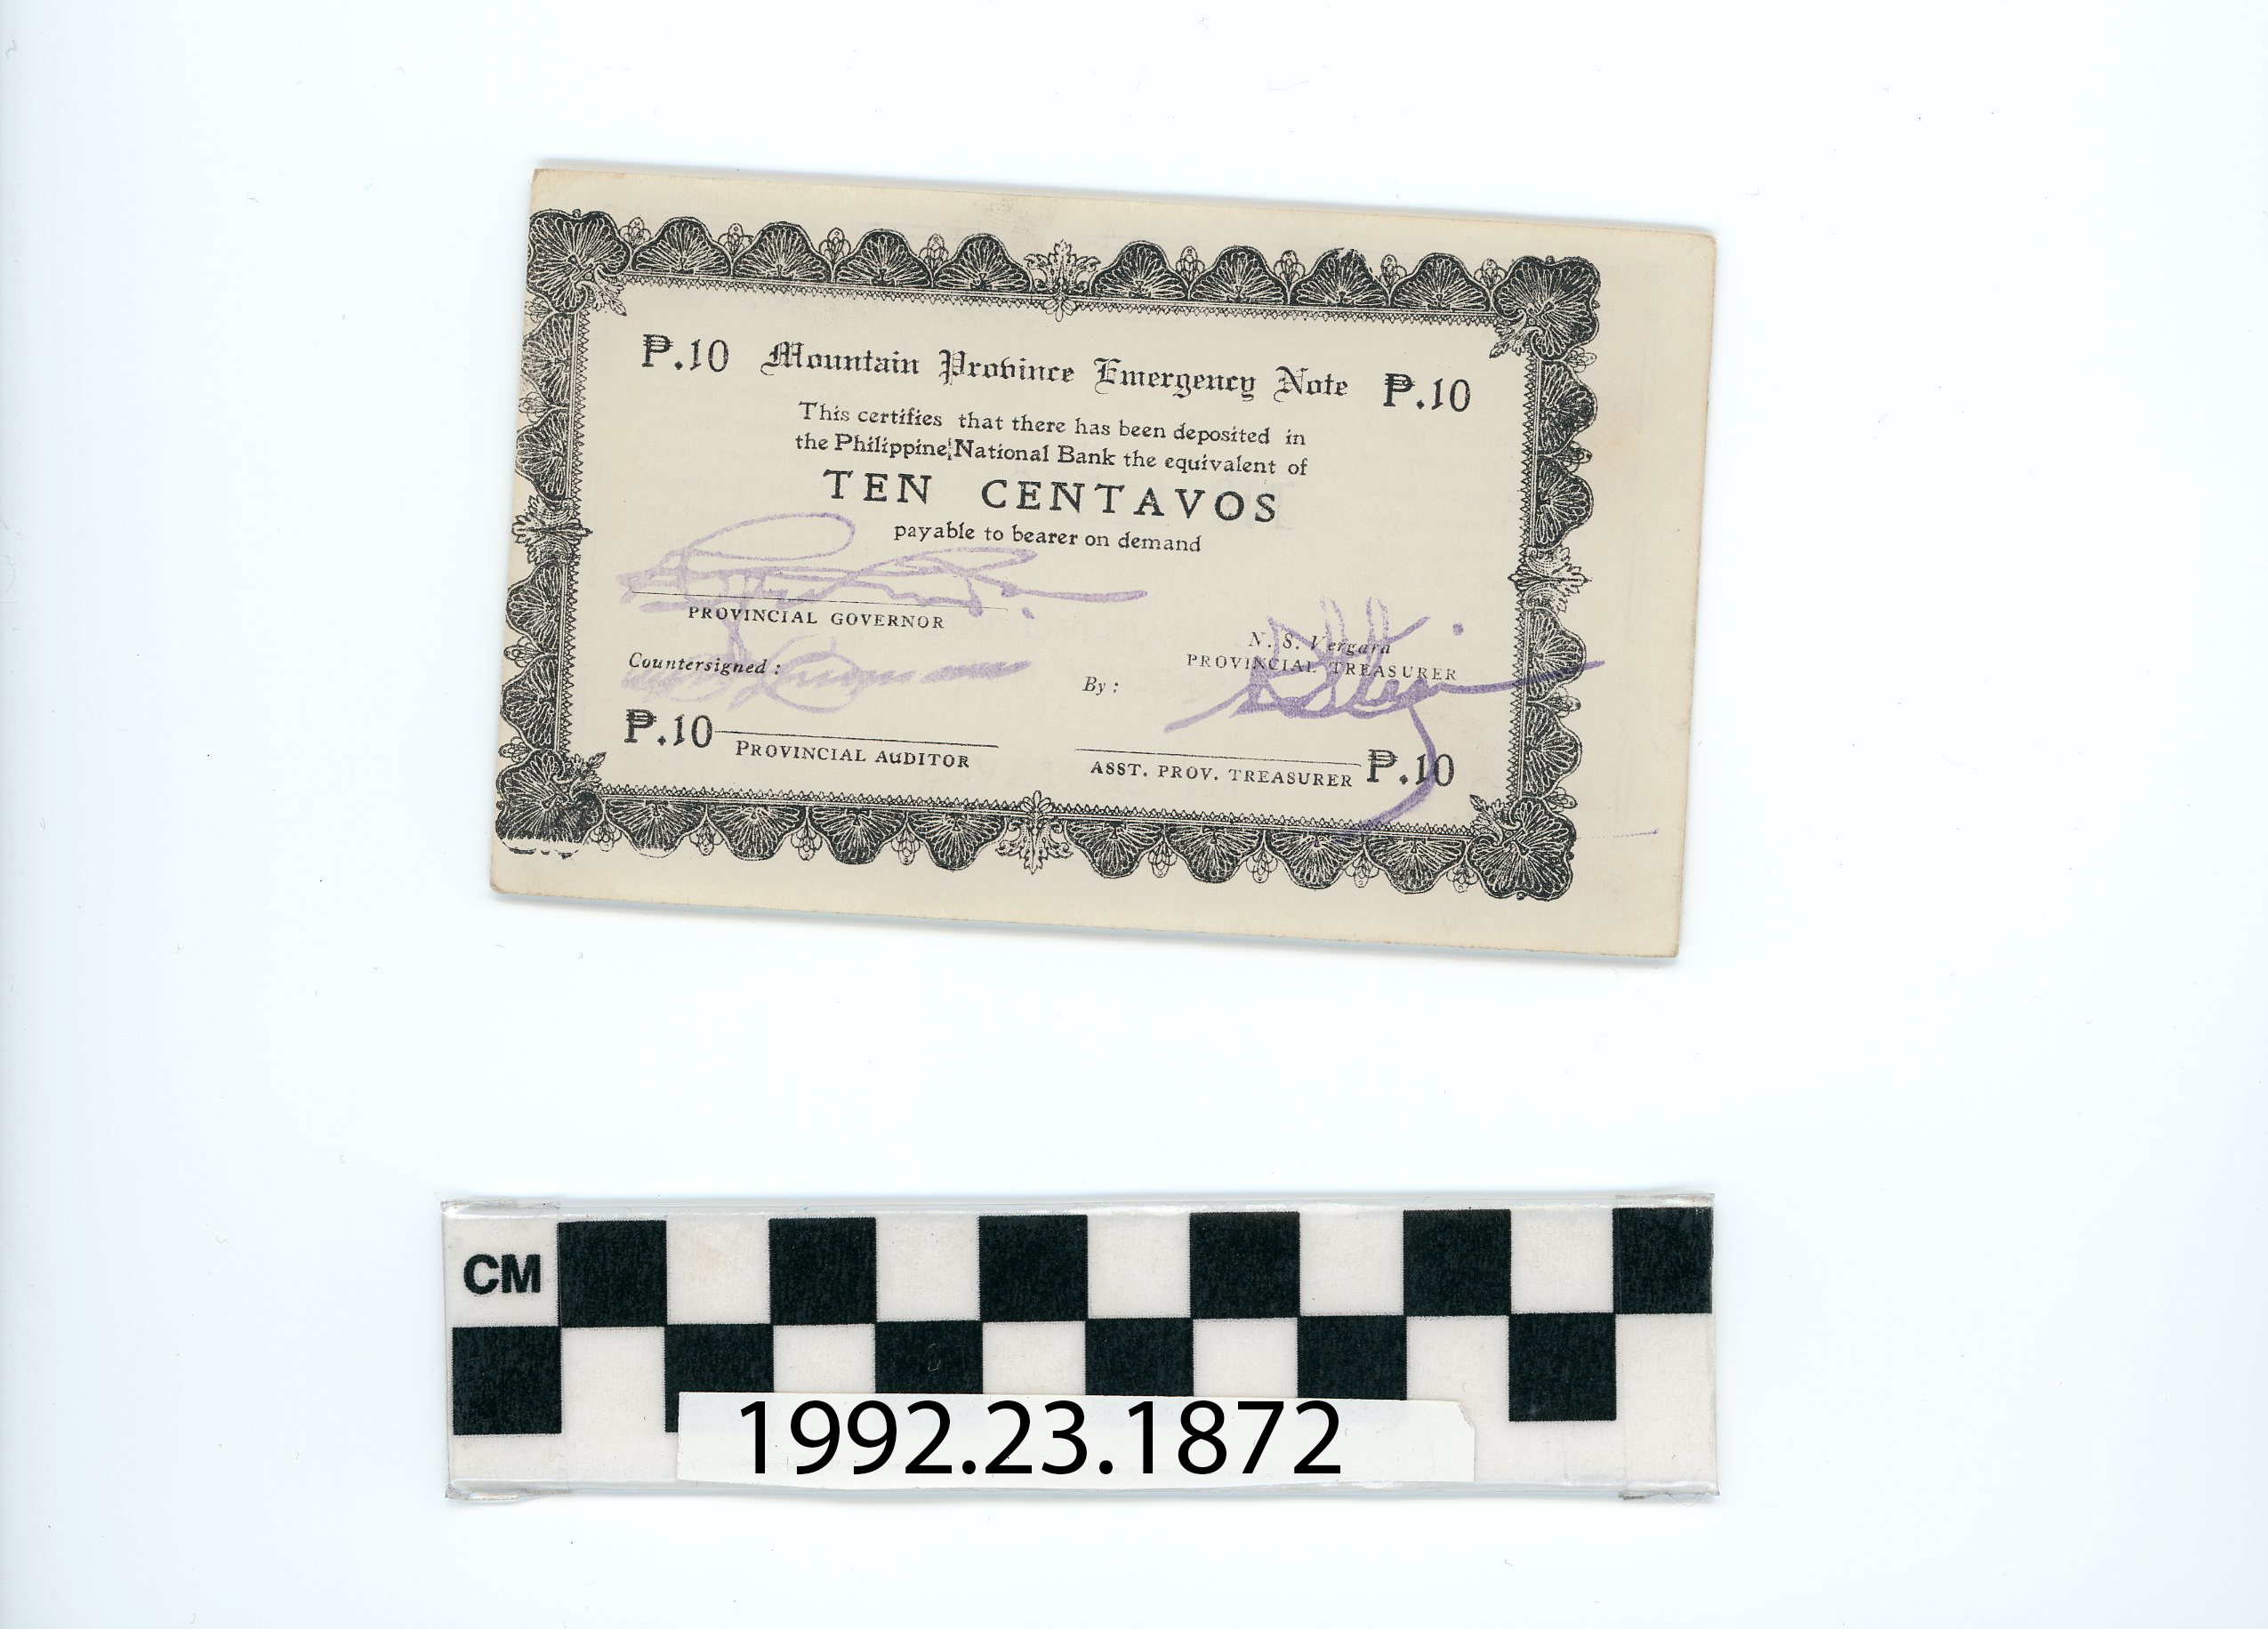 ₱.10 Mountain Province Emergency Note ₱.10
This certifies that there has been deposited in
the Philippine National Bank the equivalent of
TEN CENTAVOS
payable to bearer on demand
PROVINCIAL GOVERNOR
N. S. Vergara
PROVINCIAL TREASURER
Countersigned :
By :
₱.10
PROVINCIAL AuDITOR
ASST. PROV. TREASURER ₱.10
CM
1992.23.1872